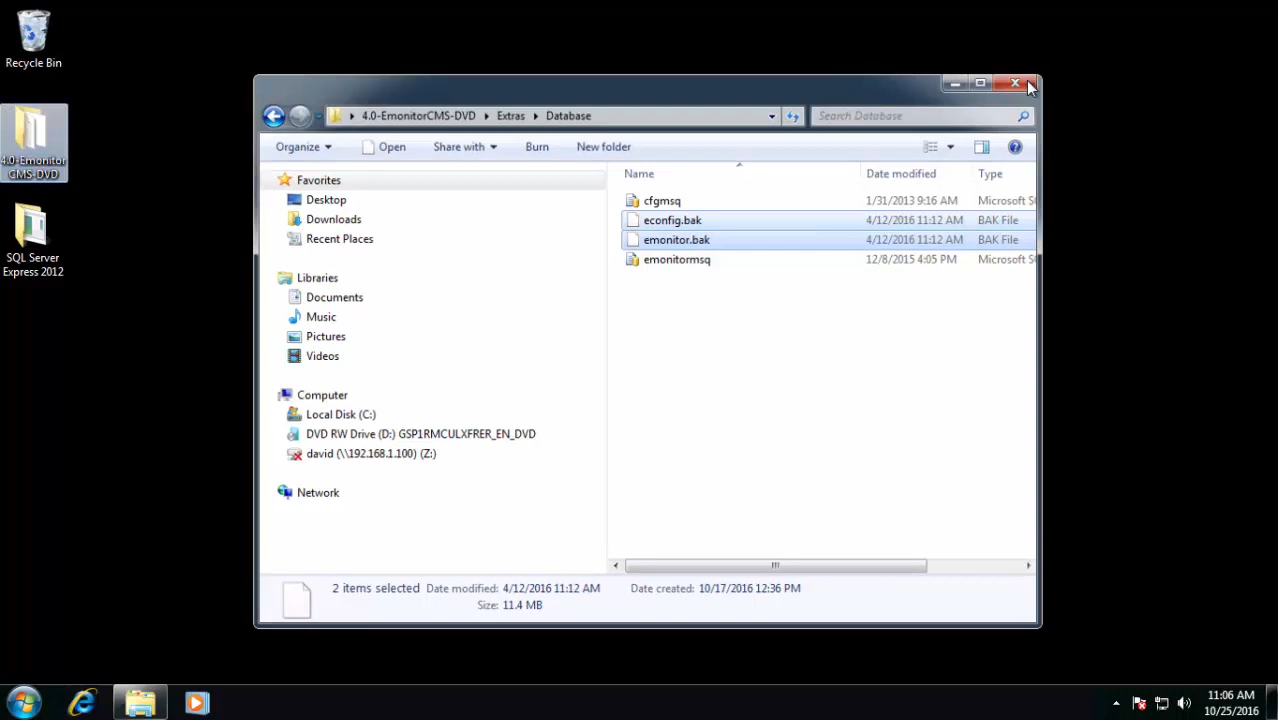 Recycle Bin
4.0-Emonitor
CMS-DVD
SQL Server
Express 2012
4.0-EmonitorCMS-DVD Extras Database
Search Database
Organize Open Share with Burn New folder
Favorites
Desktop
Downloads
Recent Places
Libraries
Documents
Music
Pictures
Videos
Computer
Local Disk (C:)
DVD RW Drive (D:) GSP1RMCULXFRER_EN_DVD
david (\\192.168.1.100) (Z:)
Network
Name Date modified Type
cfgmsq 1/31/2013 9:16 AM Microsoft S
econfig.bak 4/12/2016 11:12 AM BAK File
emonitor.bak 4/12/2016 11:12 AM BAK File
emonitormsq 12/8/2015 4:05 PM Microsoft S
2 items selected Date modified: 4/12/2016 11:12 AM Date created: 10/17/2016 12:36 PM
Size: 11.4 MB
11:06 AM
10/25/2016